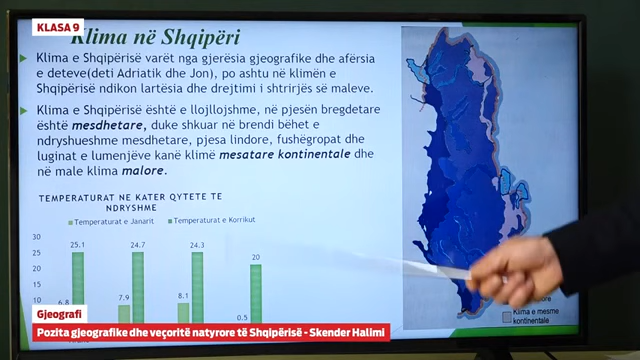 KLASA 9
Klima në Shqipëri
Klima e Shqipërisë varët nga gjerësia gjeografike dhe afërsia
e deteve(deti Adriatik dhe Jon), po ashtu në klimën e
Shqipërisë ndikon lartësia dhe drejtimi i shtrirjës së maleve.
Klima e Shqipërisë është e llojllojshme, në pjesën bregdetare
është mesdhetare, duke shkuar në brendi bëhet e
ndryshueshme mesdhetare, pjesa lindore, fushëgropat dhe
luginat e lumenjëve kanë klimë mesatare kontinentale dhe
në male klima malore.
TEMPERATURAT NE KATER QYTETE TE
NDRYSHME
Temperaturat e Janarit Temperaturat e Korrikut
30
25
20
15
10
25.1 24.7 24.3 20
6.8 7.9 8.1 0.5
Klima e mesme
kontinentale
Gjeografi
Pozita gjeografike dhe veçoritë natyrore të Shqipërisë - Skender Halimi